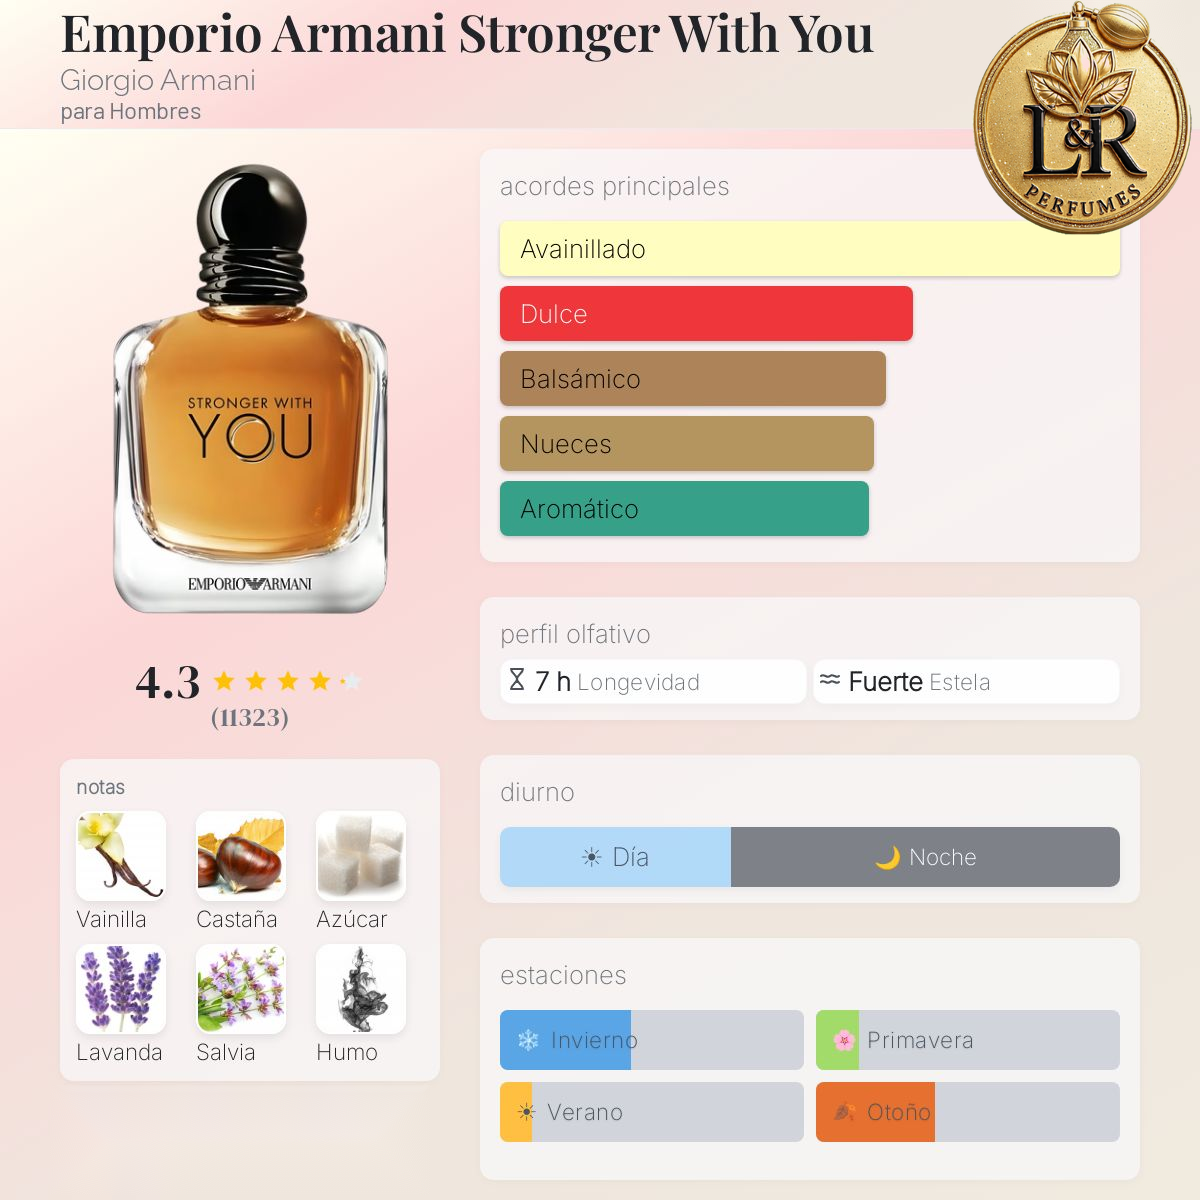 Emporio Armani Stronger With You
Giorgio Armani
para Hombres
L&R
PERFUMES
STRONGER WITH
YOU
EMPORIO ARMANI
4.3
(11323)
notas
Vainilla
Castaña
Azúcar
Lavanda
Salvia
Humo
acordes principales
Avainillado
Dulce
Balsámico
Nueces
Aromático
perfil olfativo
7 h Longevidad
Fuerte Estela
diurno
Día
Noche
estaciones
Invierno
Primavera
Verano
Otoño